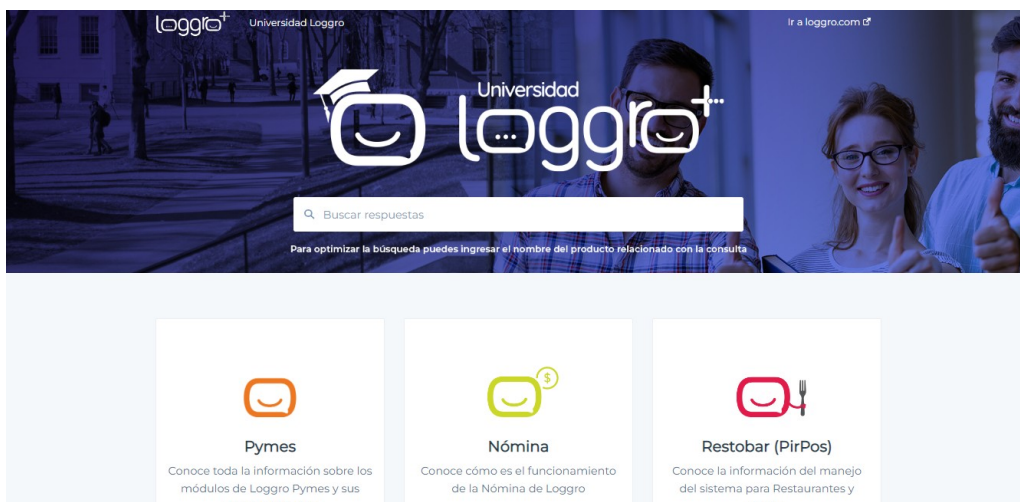 loggro+
Universidad Loggro
Ir a loggro.com
Universidad
loggro+
Buscar respuestas
Para optimizar la búsqueda puedes ingresar el nombre del producto relacionado con la consulta
$
Pymes
Nómina
Restobar (PirPos)
Conoce toda la información sobre los
módulos de Loggro Pymes y sus
Conoce cómo es el funcionamiento
de la Nómina de Loggro
Conoce la información del manejo
del sistema para Restaurantes y